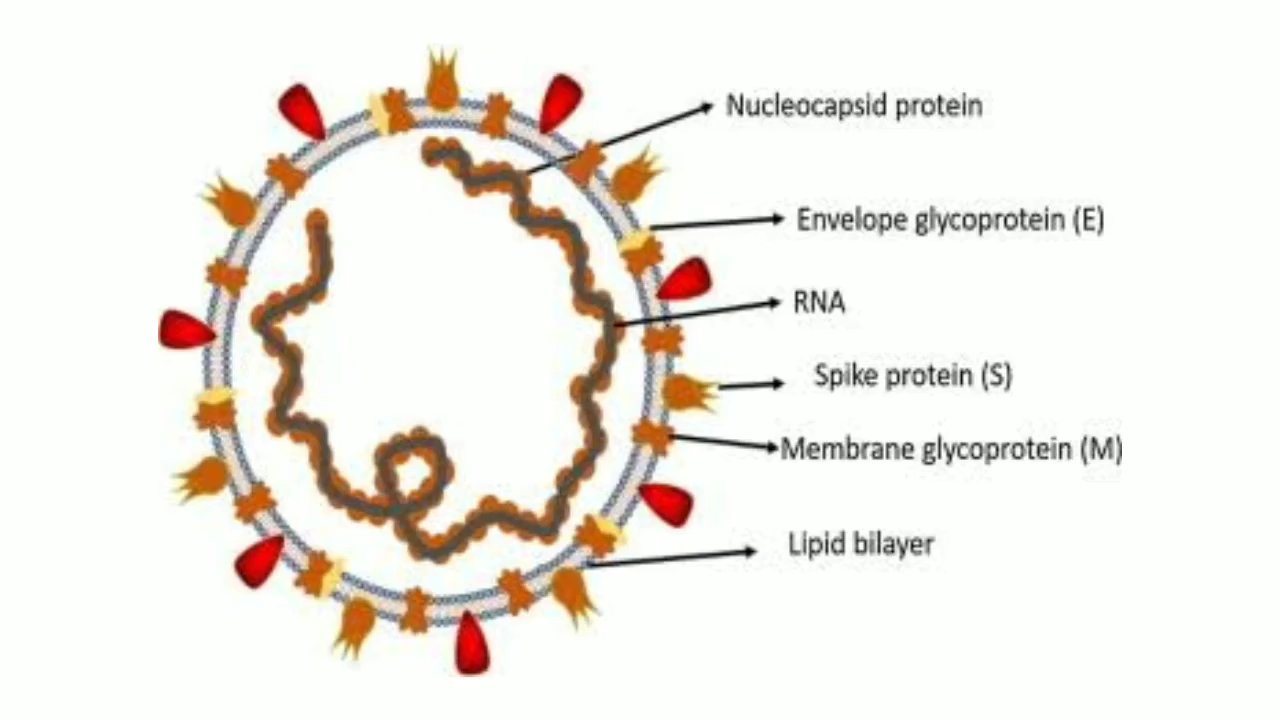 Nucleocapsid protein
Envelope glycoprotein (E)
RNA
Spike protein (S)
Membrane glycoprotein (M)
Lipid bilayer